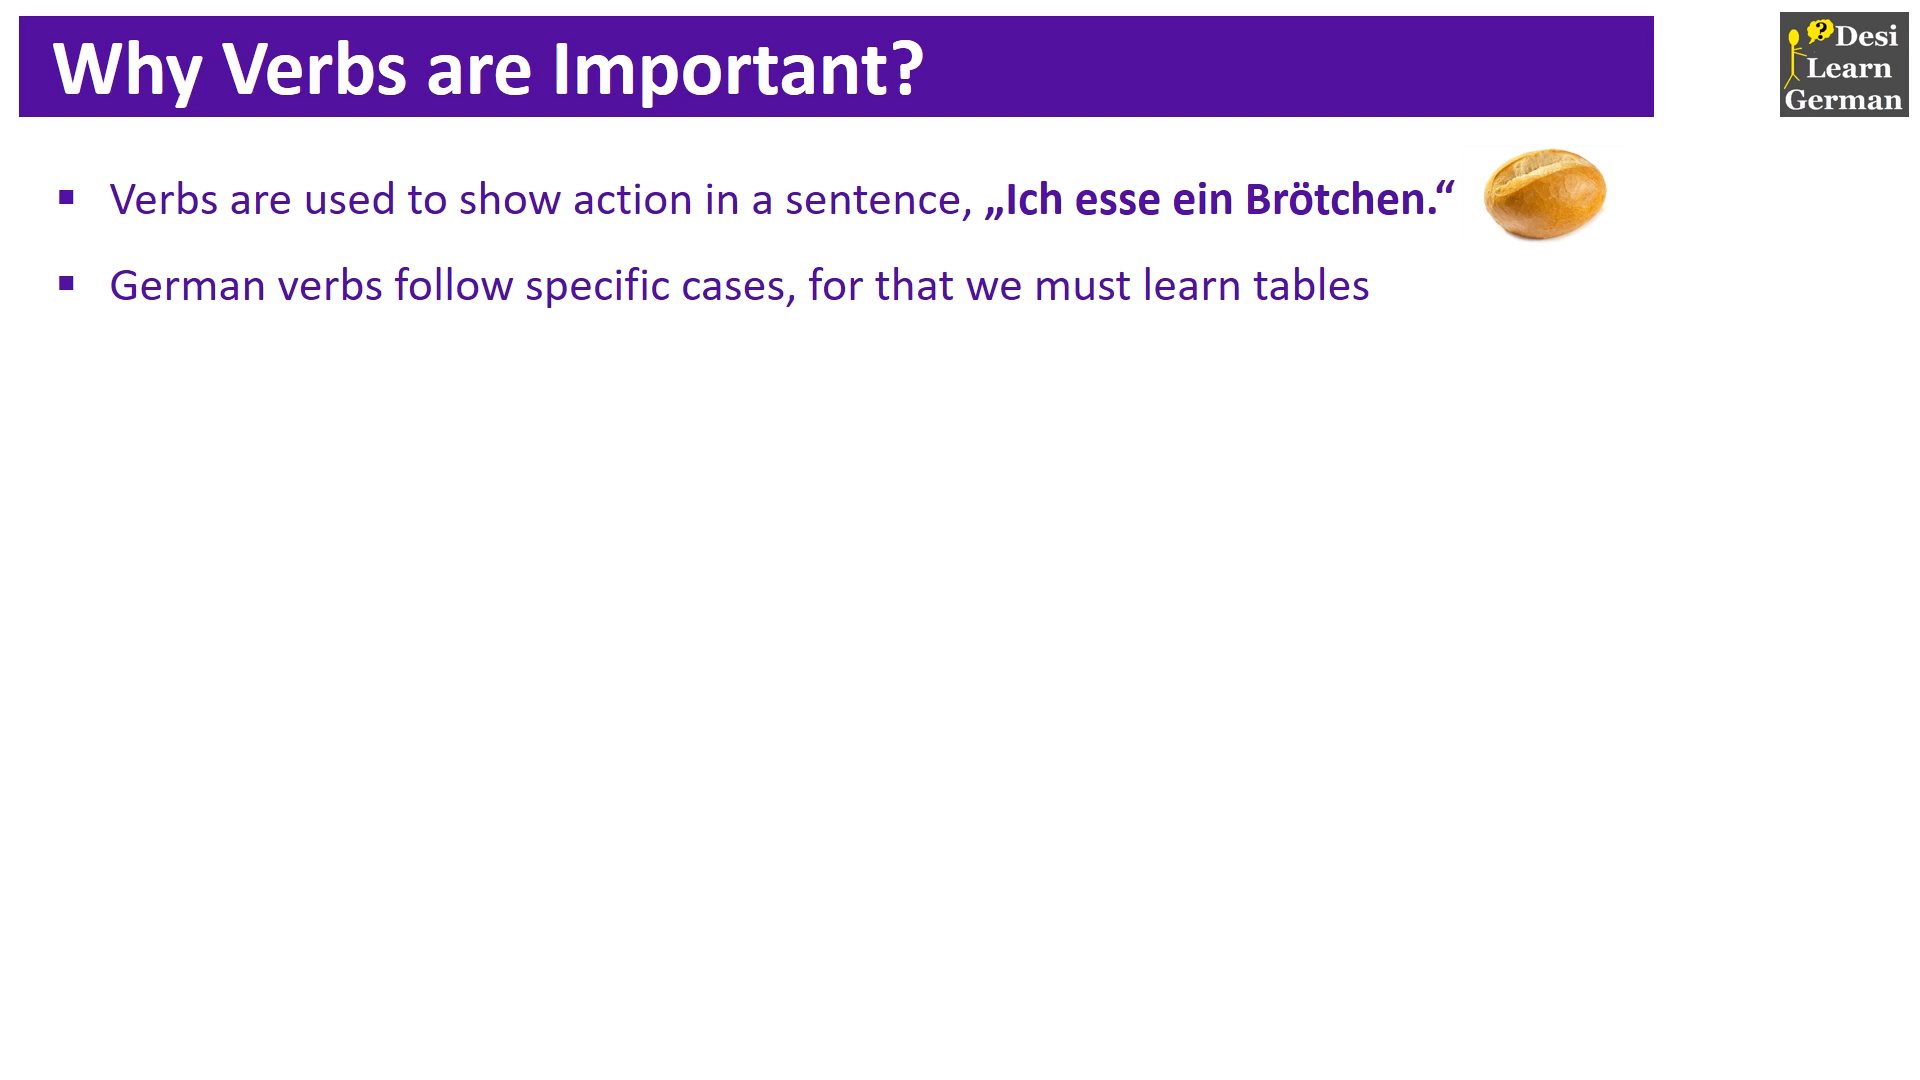 Why Verbs are Important?
?
Desi
Learn
German
▪ Verbs are used to show action in a sentence, „Ich esse ein Brötchen.“
▪ German verbs follow specific cases, for that we must learn tables